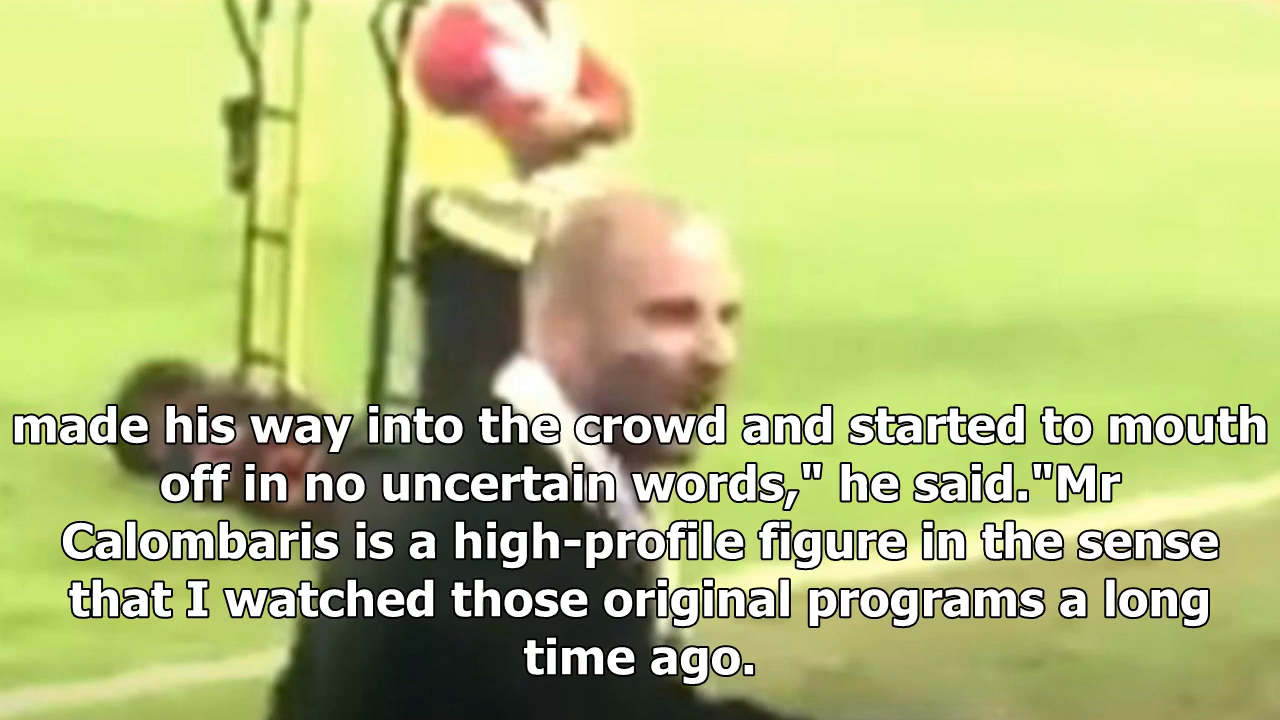 made his way into the crowd and started to mouth
off in no uncertain words," he said."Mr
Calombaris is a high-profile figure in the sense
that I watched those original programs a long
time ago.